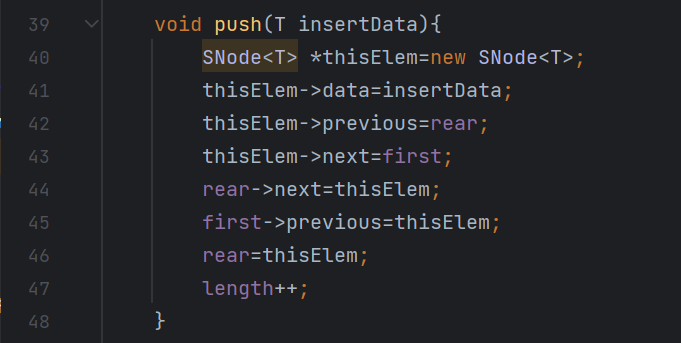 39 void push(T insertData){
40 SNode<T> *thisElem=new SNode<T>;
41 thisElem->data=insertData;
42 thisElem->previous=rear;
43 thisElem->next=first;
44 rear->next=thisElem;
45 first->previous=thisElem;
46 rear=thisElem;
47 length++;
48 }